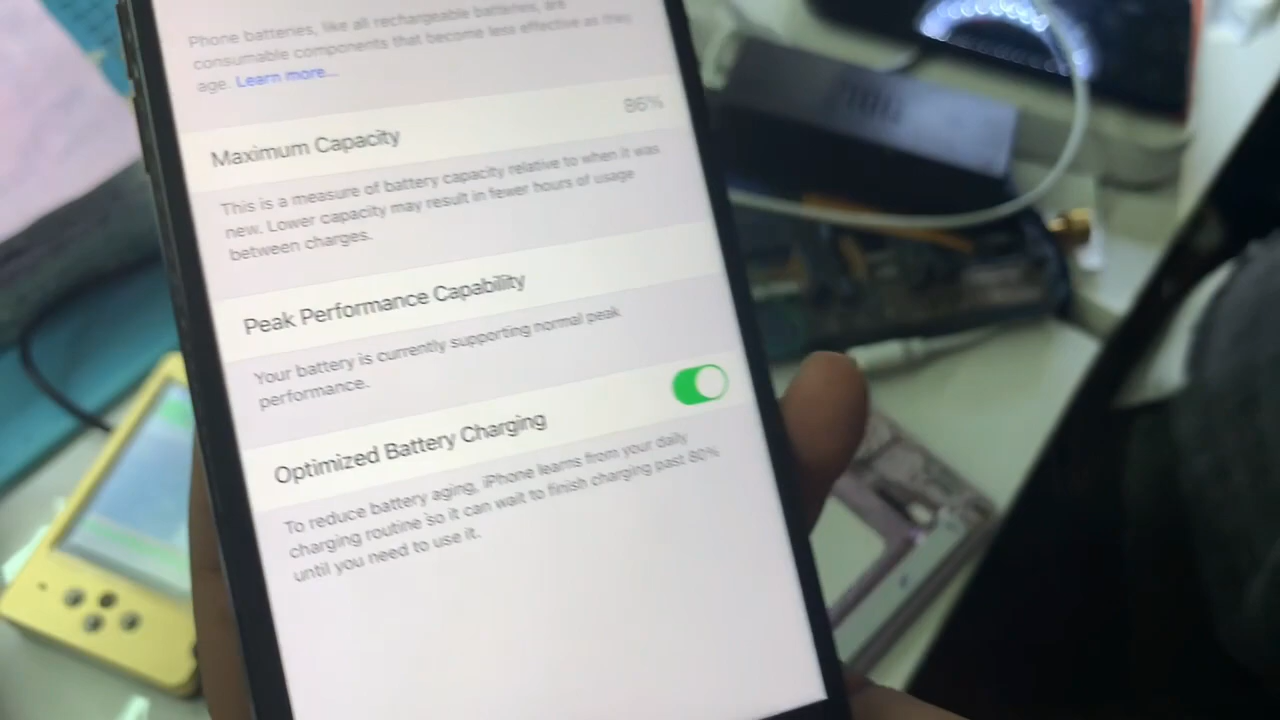 Phone batteries, like all rechargeable batteries, are
consumable components that become less effective as they
age. Learn more...
Maximum Capacity 86%
This is a measure of battery capacity relative to when it was
new. Lower capacity may result in fewer hours of usage
between charges.
Peak Performance Capability
Your battery is currently supporting normal peak
performance.
Optimized Battery Charging
To reduce battery aging, iPhone learns from your daily
charging routine so it can wait to finish charging past 80%
until you need to use it.